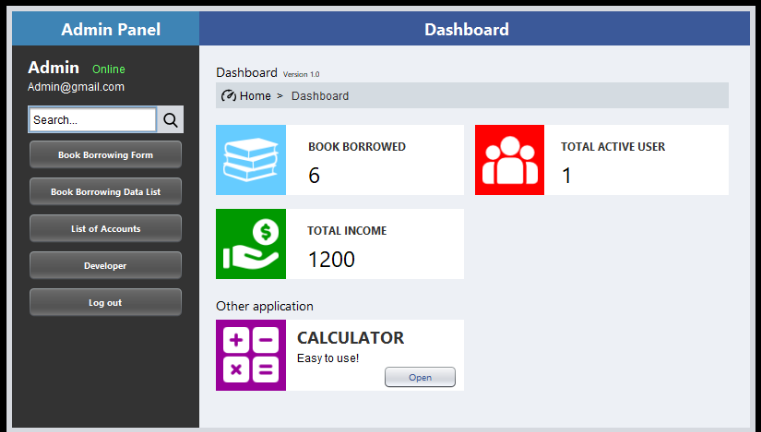 Admin Panel
Dashboard
Admin Online
Admin@gmail.com
Search...
Book Borrowing Form
Book Borrowing Data List
List of Accounts
Developer
Log out
Dashboard Version 1.0
Home > Dashboard
BOOK BORROWED
6
TOTAL ACTIVE USER
1
TOTAL INCOME
1200
Other application
CALCULATOR
Easy to use!
Open